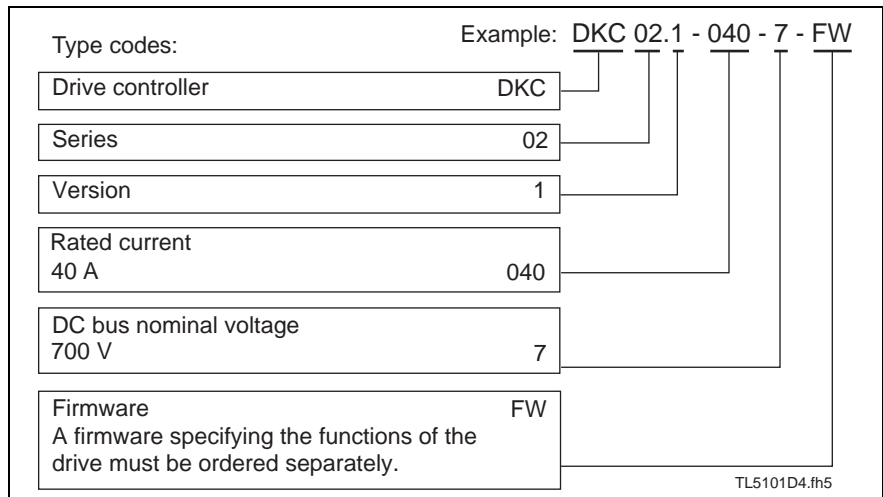 Type codes:
Example: DKC 02.1 - 040 - 7 - FW
Drive controller DKC
Series 02
Version 1
Rated current
40 A 040
DC bus nominal voltage
700 V 7
Firmware FW
A firmware specifying the functions of the
drive must be ordered separately.
TL5101D4.fh5